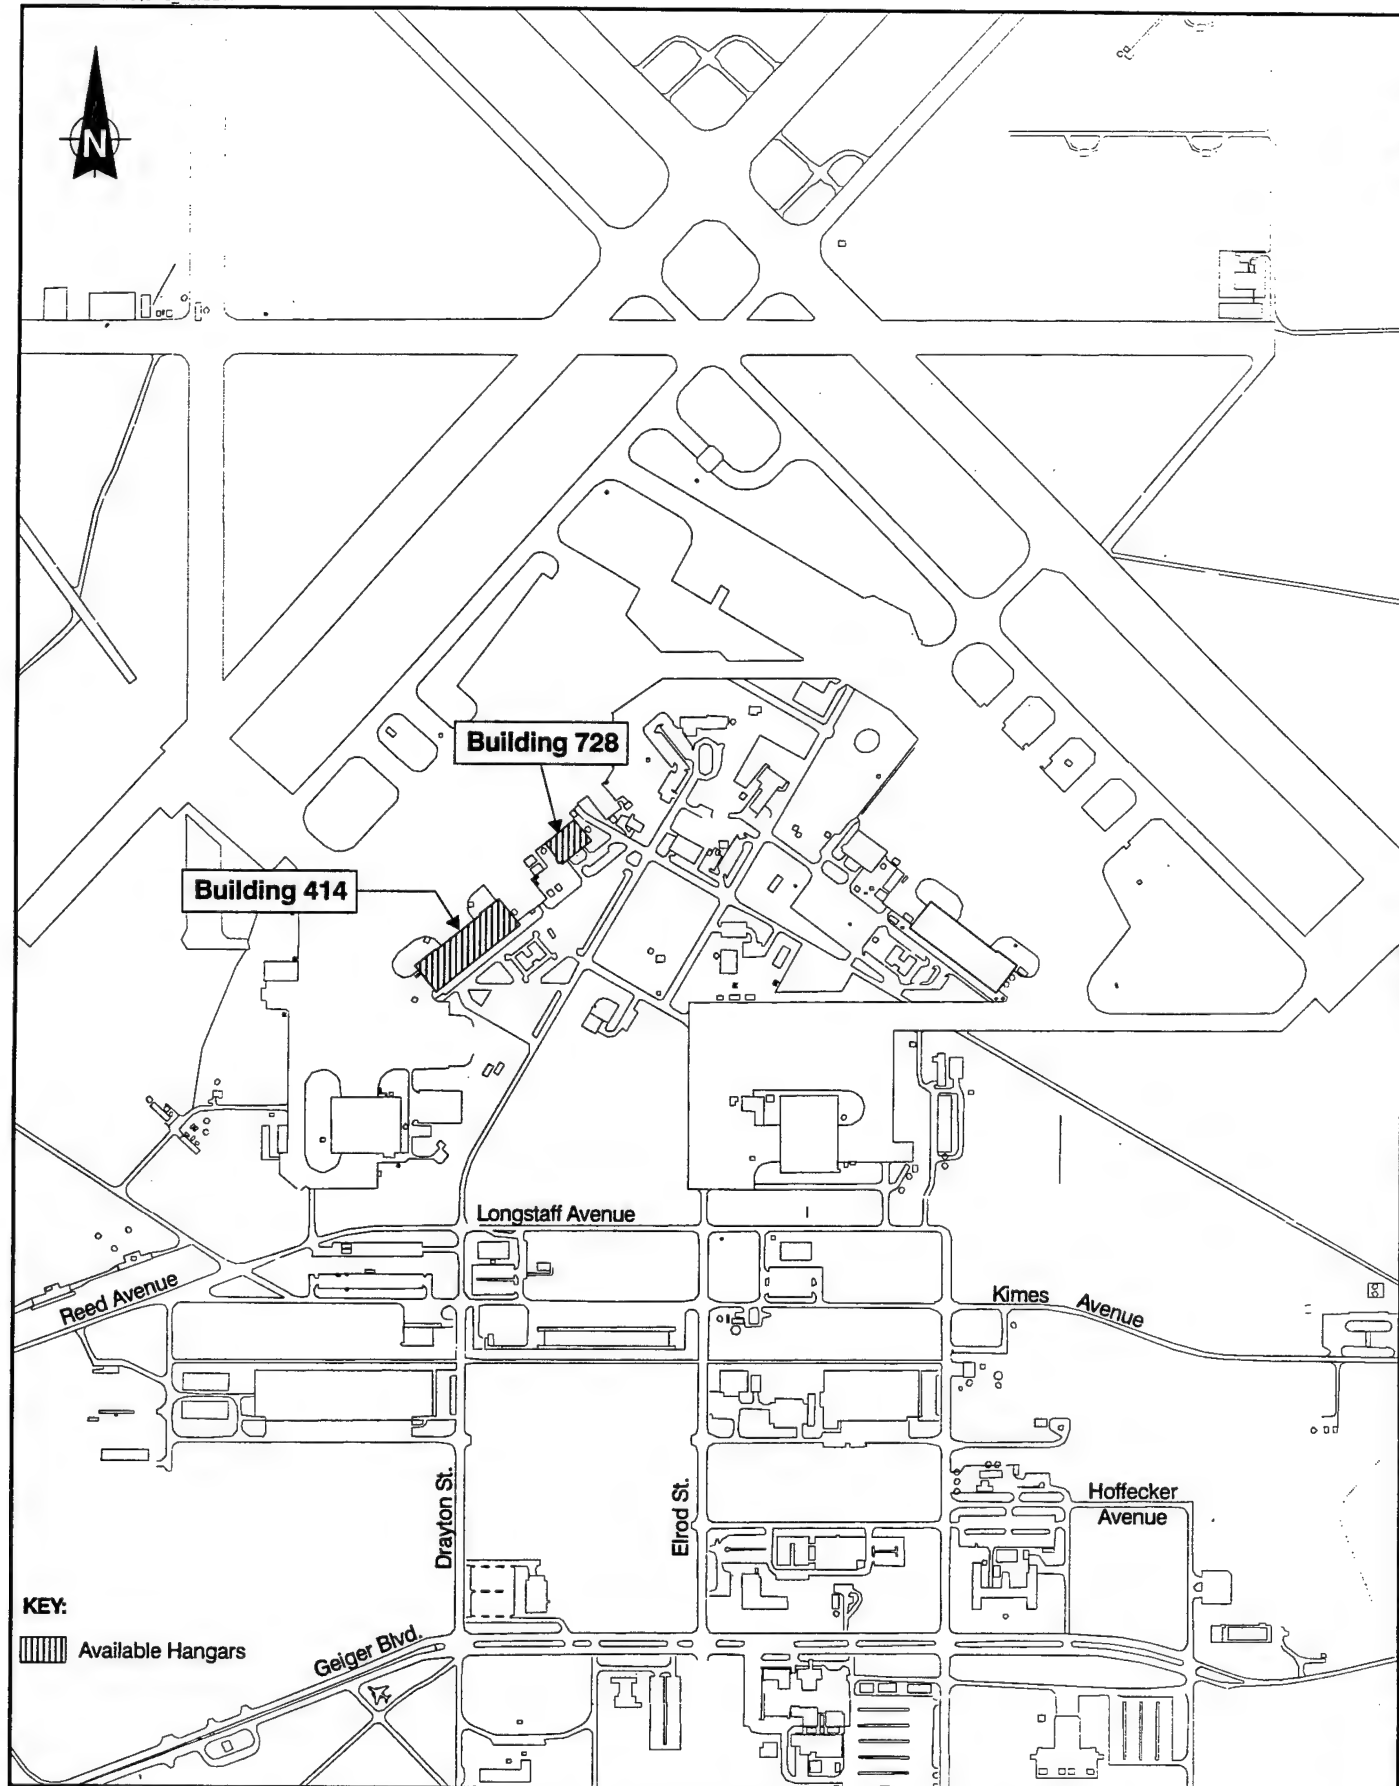 N
Building 728
Building 414
Longstaff Avenue
Reed Avenue
Kimes Avenue
Drayton St.
Elrod St.
Hoffecker
Avenue
KEY:
Available Hangars
Geiger Blvd.